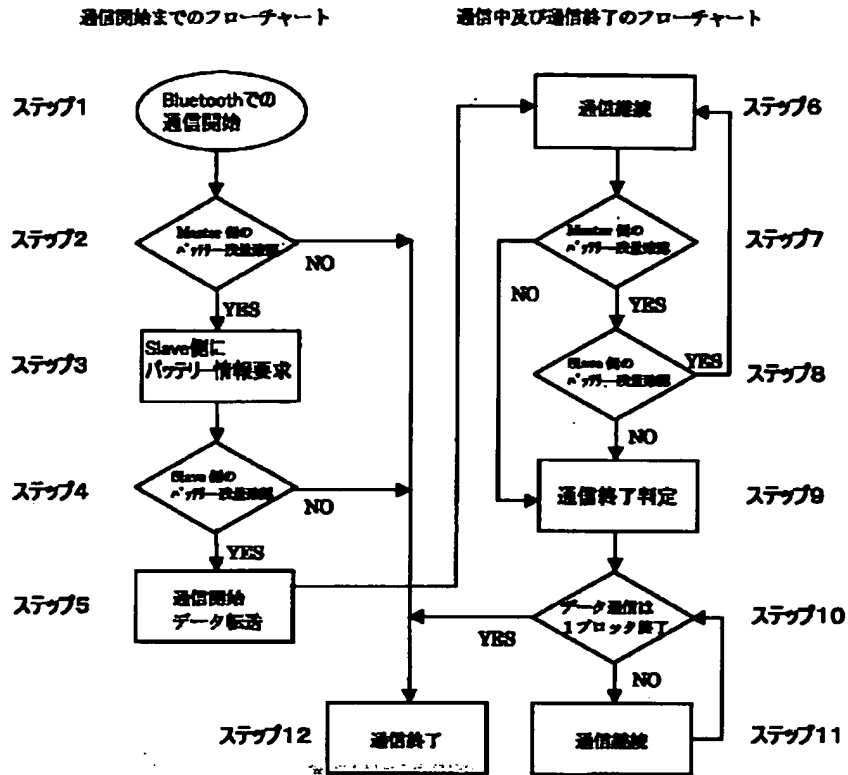 通信開始までのフローチャート
通信中及び通信終了のフローチャート
ステップ1
Bluetoothでの
通信開始
ステップ2
Master 側の
バッテリー残量確認
NO
YES
ステップ3
Slave側に
バッテリー情報要求
ステップ4
Slave 側の
バッテリー残量確認
NO
YES
ステップ5
通信開始
データ転送
通信継続
ステップ6
Master 側の
バッテリー残量確認
ステップ7
NO
YES
Slave 側の
バッテリー残量確認
YES
ステップ8
NO
通信終了判定
ステップ9
データ通信は
1ブロック終了
ステップ10
YES
NO
ステップ12
通信終了
通信継続
ステップ11